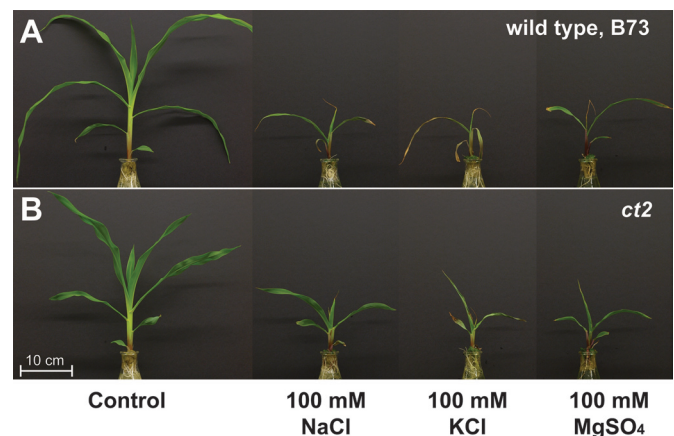 A
wild type, B73
B
ct2
10 cm
Control
100 mM
NaCl
100 mM
KCl
100 mM
MgSO₄